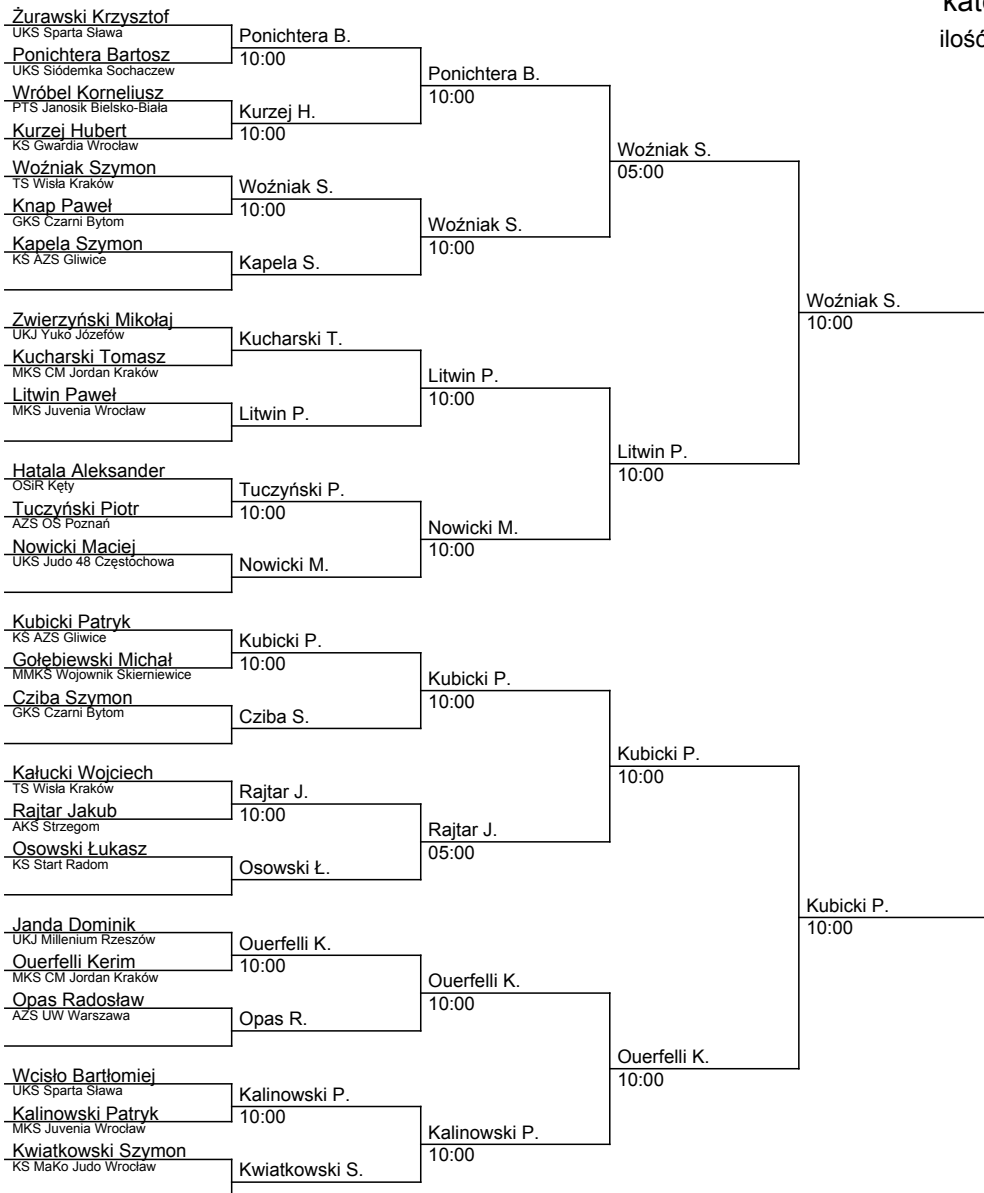 kat
ilość
Żurawski Krzysztof
UKS Sparta Sława
Ponichtera Bartosz
UKS Siódemka Sochaczew
Wróbel Korneliusz
PTS Janosik Bielsko-Biała
Kurzej Hubert
KS Gwardia Wrocław
Woźniak Szymon
TS Wisła Kraków
Knap Paweł
GKS Czarni Bytom
Kapela Szymon
KS AZS Gliwice
Zwierzyński Mikołaj
UKJ Yuko Józefów
Kucharski Tomasz
MKS CM Jordan Kraków
Litwin Paweł
MKS Juvenia Wrocław
Hatala Aleksander
OSiR Kęty
Tuczyński Piotr
AZS OŚ Poznań
Nowicki Maciej
UKS Judo 48 Częstochowa
Kubicki Patryk
KS AZS Gliwice
Gołębiewski Michał
MMKS Wojownik Skierniewice
Cziba Szymon
GKS Czarni Bytom
Kałucki Wojciech
TS Wisła Kraków
Rajtar Jakub
AKS Strzegom
Osowski Łukasz
KS Start Radom
Janda Dominik
UKJ Millenium Rzeszów
Ouerfelli Kerim
MKS CM Jordan Kraków
Opas Radosław
AZS UW Warszawa
Wcisło Bartłomiej
UKS Sparta Sława
Kalinowski Patryk
MKS Juvenia Wrocław
Kwiatkowski Szymon
KS MaKo Judo Wrocław
Ponichtera B.
10:00
Kurzej H.
10:00
Woźniak S.
10:00
Kapela S.
Kucharski T.
Litwin P.
Tuczyński P.
10:00
Nowicki M.
Kubicki P.
10:00
Cziba S.
Rajtar J.
10:00
Osowski Ł.
Ouerfelli K.
10:00
Opas R.
Kalinowski P.
10:00
Kwiatkowski S.
Ponichtera B.
10:00
Woźniak S.
10:00
Litwin P.
10:00
Nowicki M.
10:00
Kubicki P.
10:00
Rajtar J.
05:00
Ouerfelli K.
10:00
Kalinowski P.
10:00
Woźniak S.
05:00
Litwin P.
10:00
Kubicki P.
10:00
Ouerfelli K.
10:00
Woźniak S.
10:00
Kubicki P.
10:00